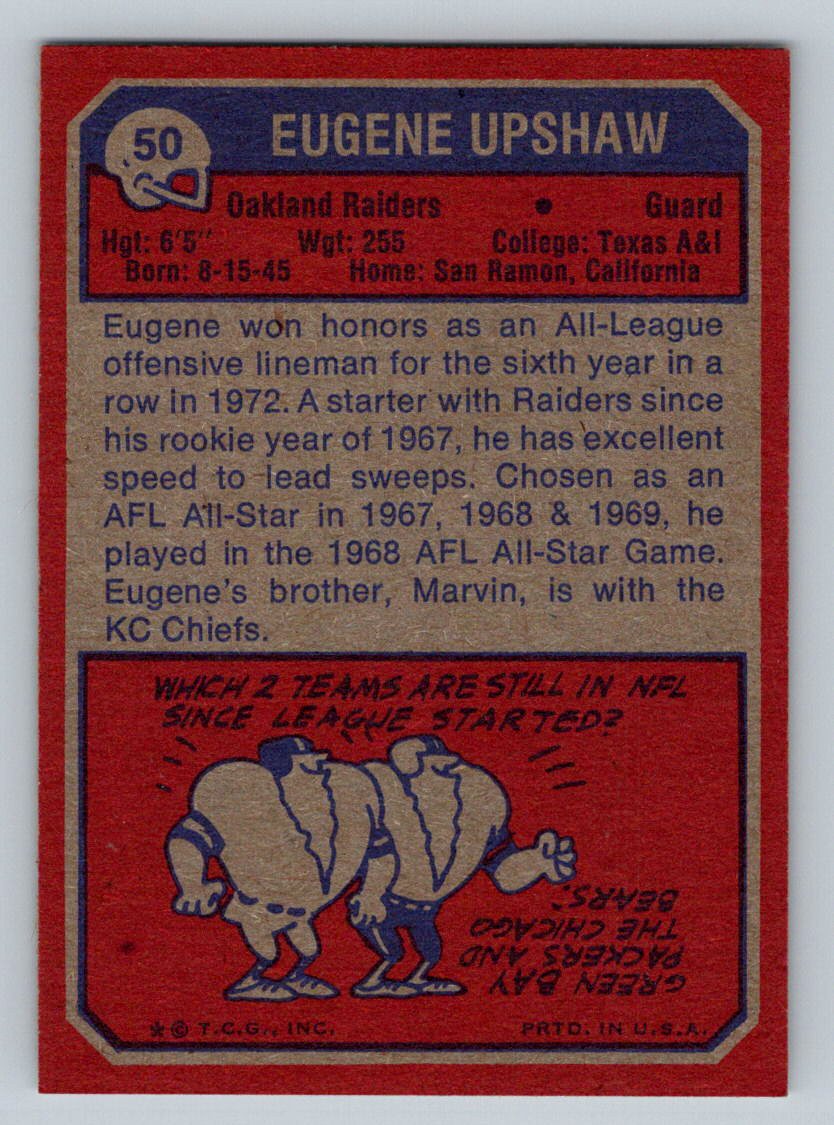 50
EUGENE UPSHAW
Oakland Raiders • Guard
Hgt: 6'5" Wgt: 255 College: Texas A&I
Born: 8-15-45 Home: San Ramon, California
Eugene won honors as an All-League
offensive lineman for the sixth year in a
row in 1972. A starter with Raiders since
his rookie year of 1967, he has excellent
speed to lead sweeps. Chosen as an
AFL All-Star in 1967, 1968 & 1969, he
played in the 1968 AFL All-Star Game.
Eugene's brother, Marvin, is with the
KC Chiefs.
WHICH 2 TEAMS ARE STILL IN NFL
SINCE LEAGUE STARTED?
GREEN BAY
PACKERS AND
THE CHICAGO
BEARS.
* © T.C.G., INC. PRTD. IN U.S.A.